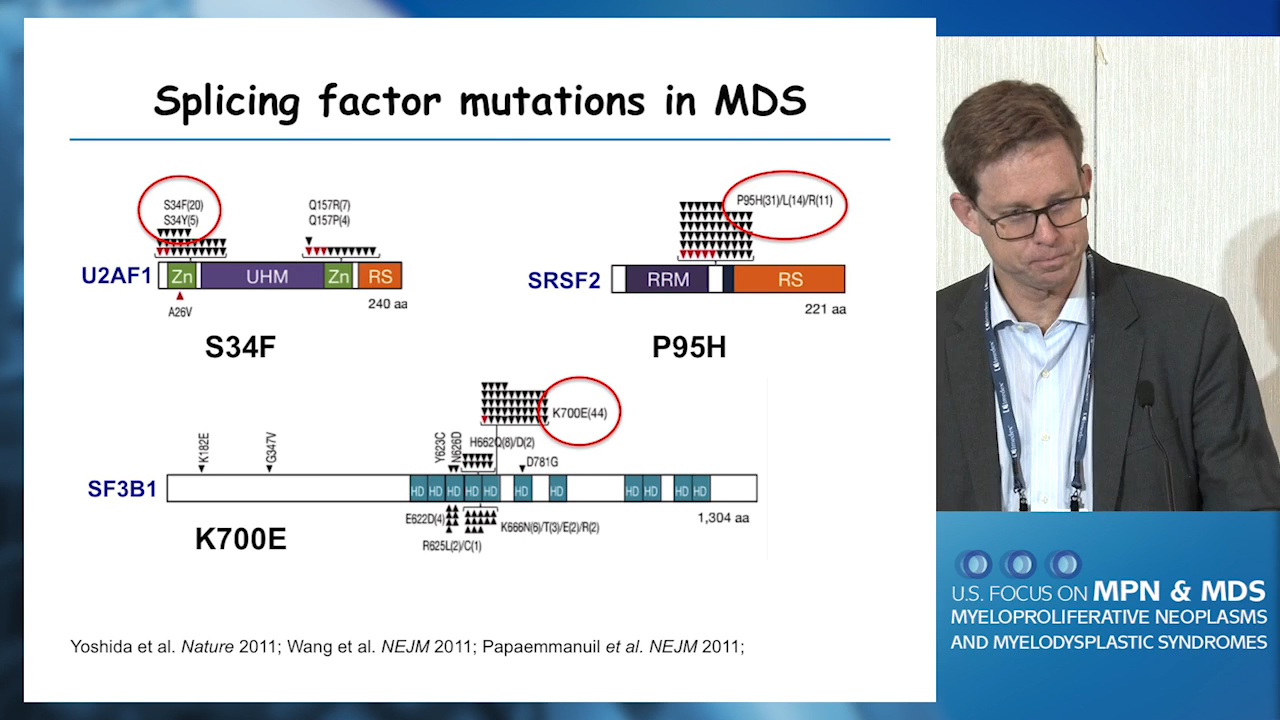 Splicing factor mutations in MDS
S34F(20)
S34Y(5)
Q157R(7)
Q157P(4)
U2AF1
Zn
UHM
Zn
RS
A26V
240 aa
S34F
P95H(31)/L(14)/R(11)
SRSF2
RRM
RS
221 aa
P95H
K700E(44)
K182E
G347V
Y623C
N626D
H662Q(8)/D(2)
D781G
SF3B1
HD HD HD HD HD HD HD HD HD HD HD
E622D(4)
R625L(2)/C(1)
K666N(6)/T(3)/E(2)/R(2)
1,304 aa
K700E
Yoshida et al. Nature 2011; Wang et al. NEJM 2011; Papaemmanuil et al. NEJM 2011;
U.S. FOCUS ON MPN & MDS
MYELOPROLIFERATIVE NEOPLASMS
AND MYELODYSPLASTIC SYNDROMES